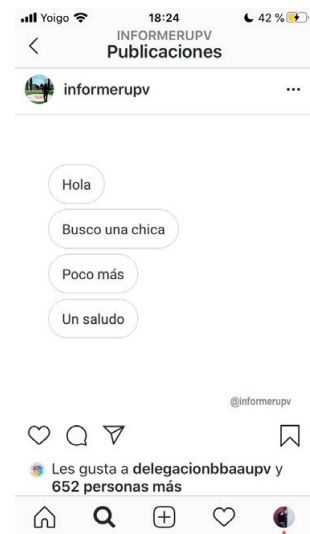 Yoigo 18:24 42 %
INFORMERUPV
Publicaciones
informerupv
Hola
Busco una chica
Poco más
Un saludo
@informerupv
Les gusta a delegacionbbaaupv y
652 personas más